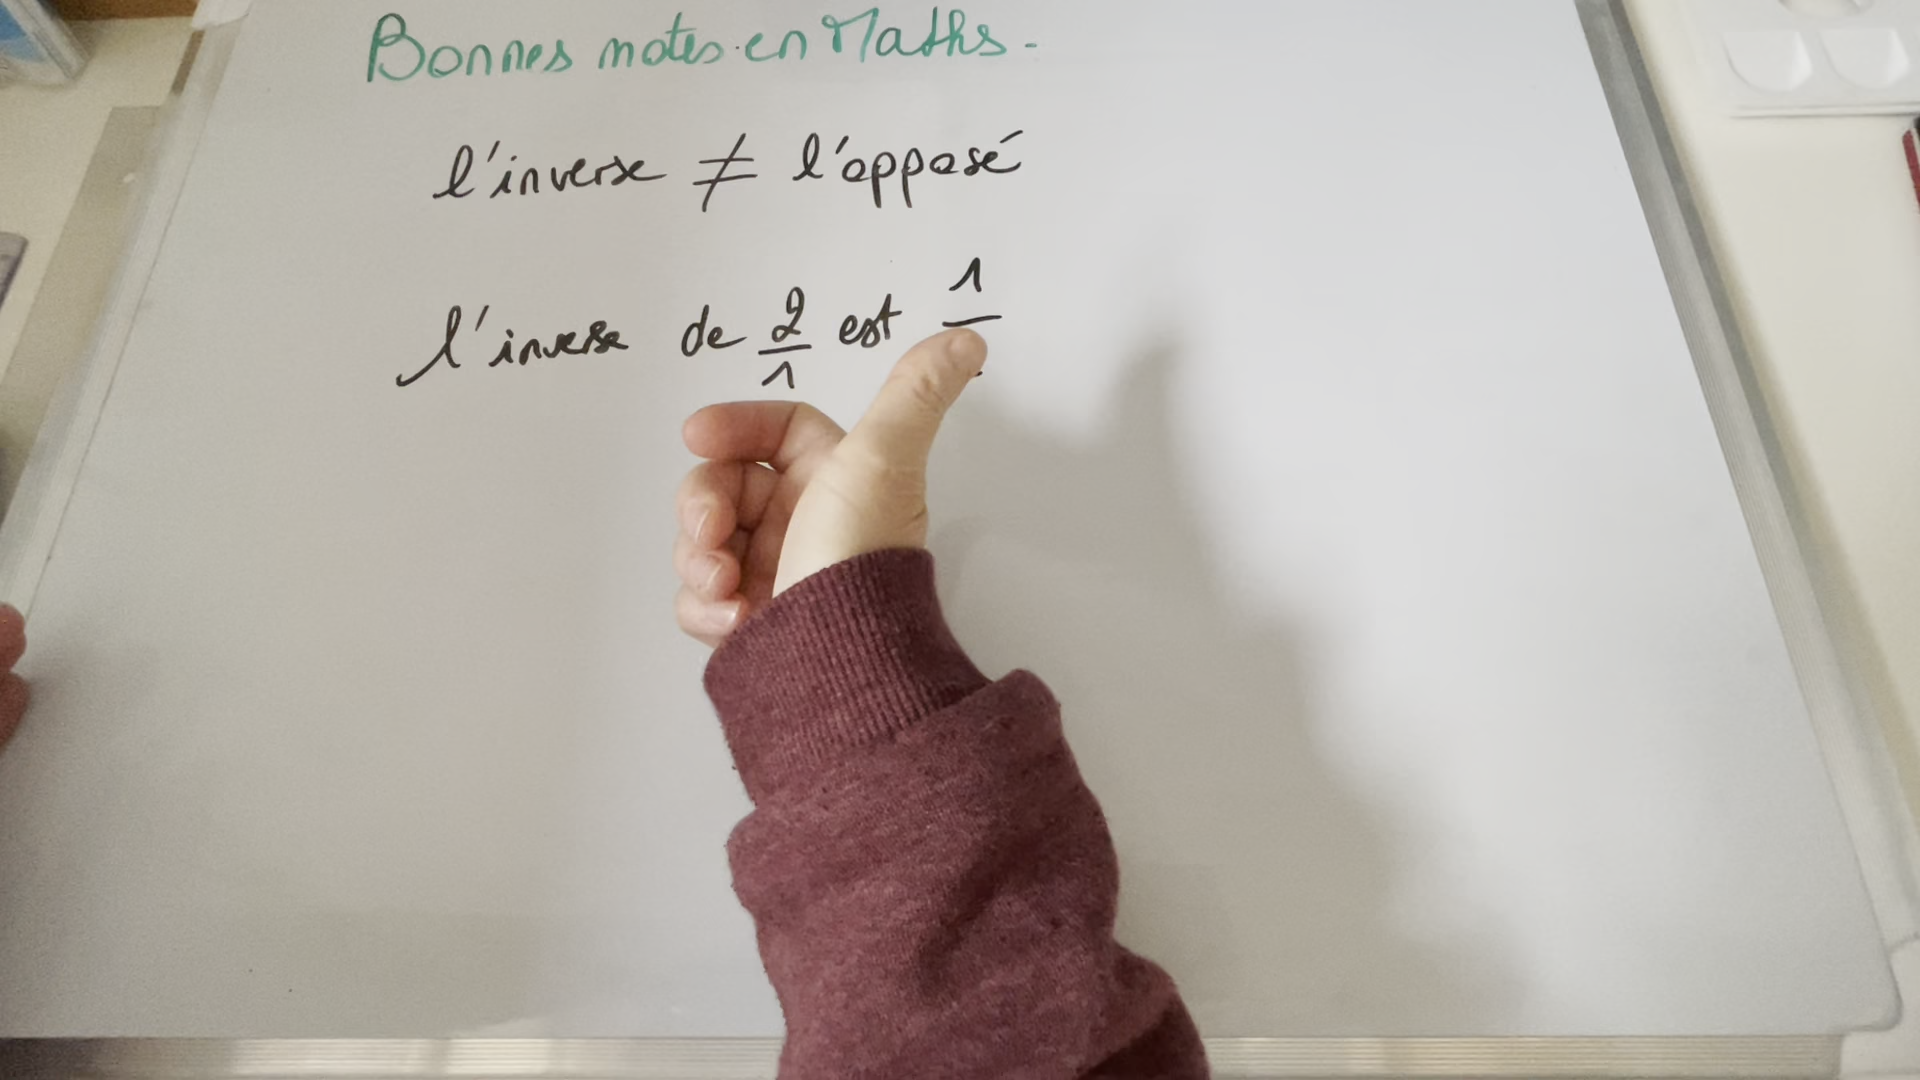 Bonnes notes en Maths.
l'inverse ≠ l'opposé
l'inverse de 2/1 est 1/